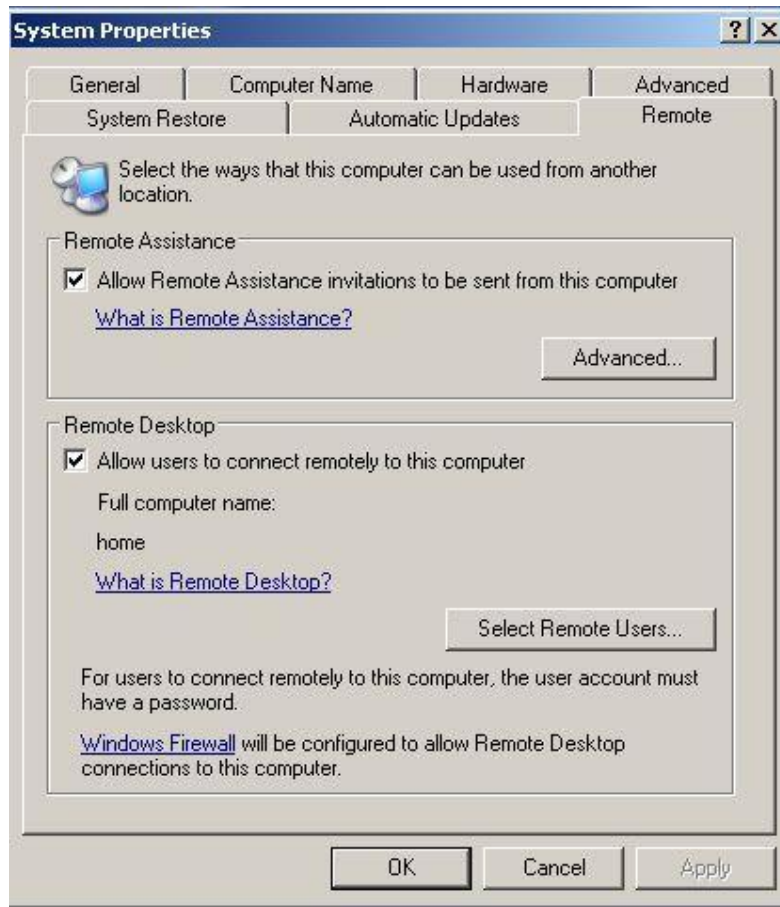 System Properties
General
Computer Name
Hardware
Advanced
System Restore
Automatic Updates
Remote
Select the ways that this computer can be used from another
location.
Remote Assistance
Allow Remote Assistance invitations to be sent from this computer
What is Remote Assistance?
Advanced...
Remote Desktop
Allow users to connect remotely to this computer
Full computer name:
home
What is Remote Desktop?
Select Remote Users...
For users to connect remotely to this computer, the user account must
have a password.
Windows Firewall will be configured to allow Remote Desktop
connections to this computer.
OK
Cancel
Apply